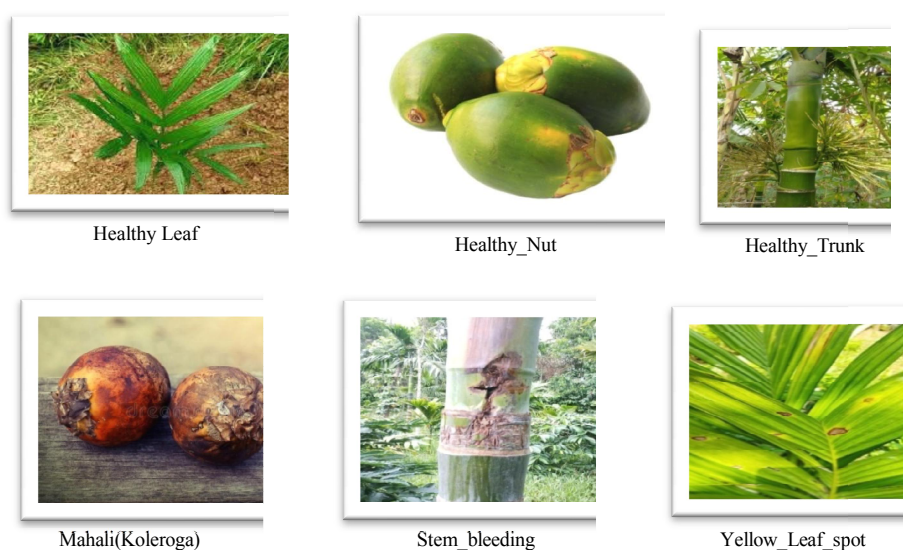 Healthy Leaf
Healthy_Nut
Healthy_Trunk
Mahali(Koleroga)
Stem_bleeding
Yellow_Leaf_spot